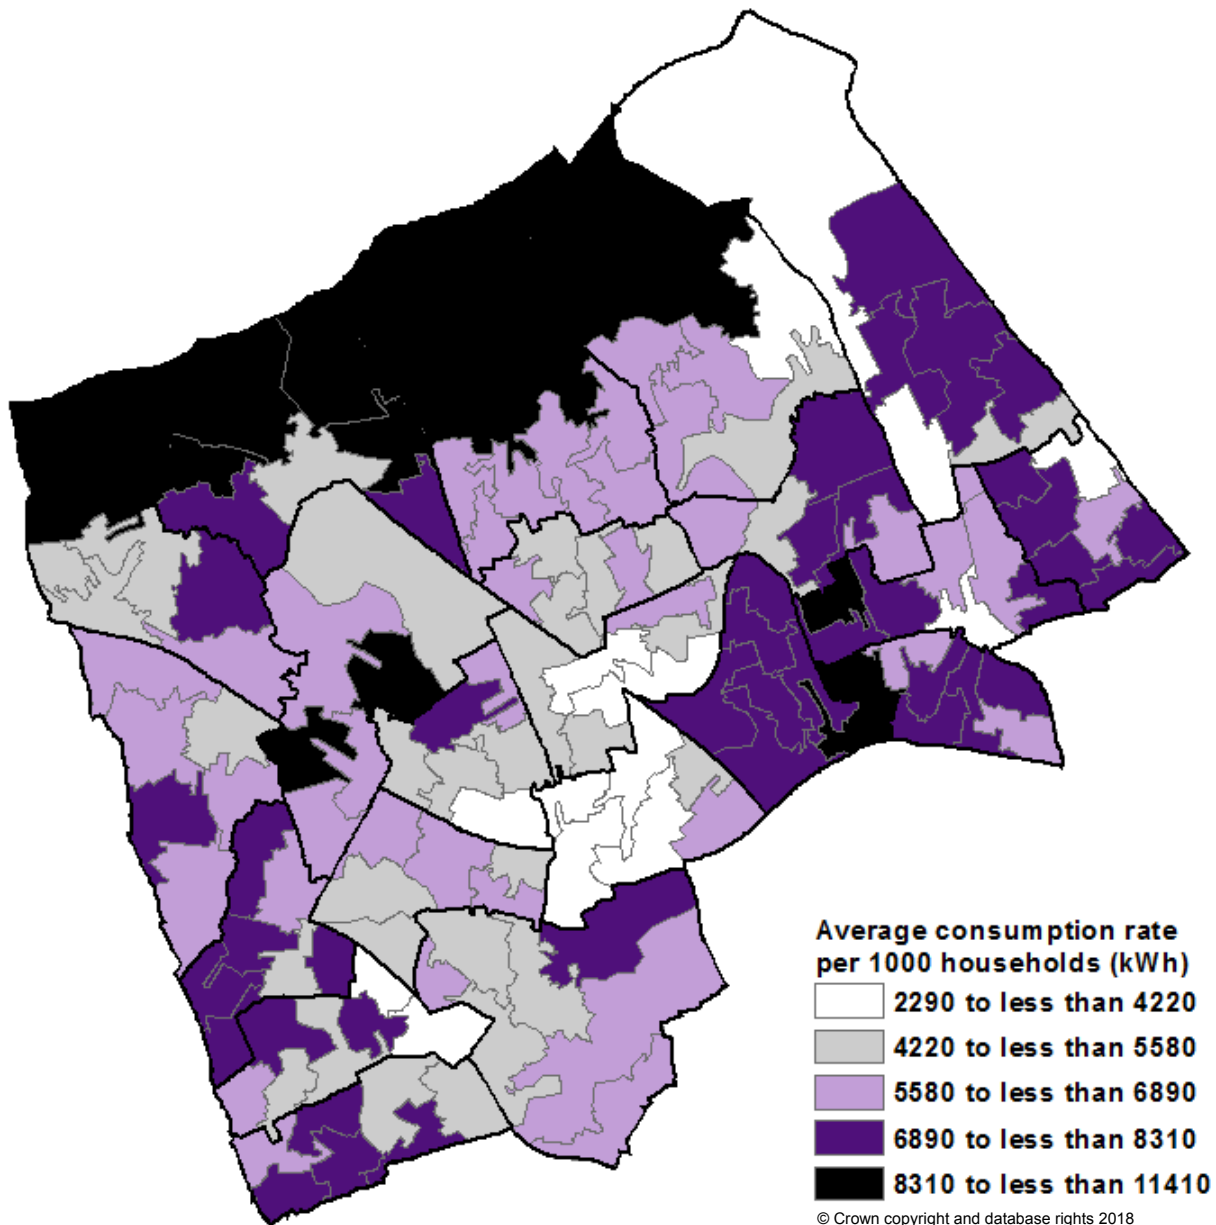 Average consumption rate
per 1000 households (kWh)
2290 to less than 4220
4220 to less than 5580
5580 to less than 6890
6890 to less than 8310
8310 to less than 11410
© Crown copyright and database rights 2018